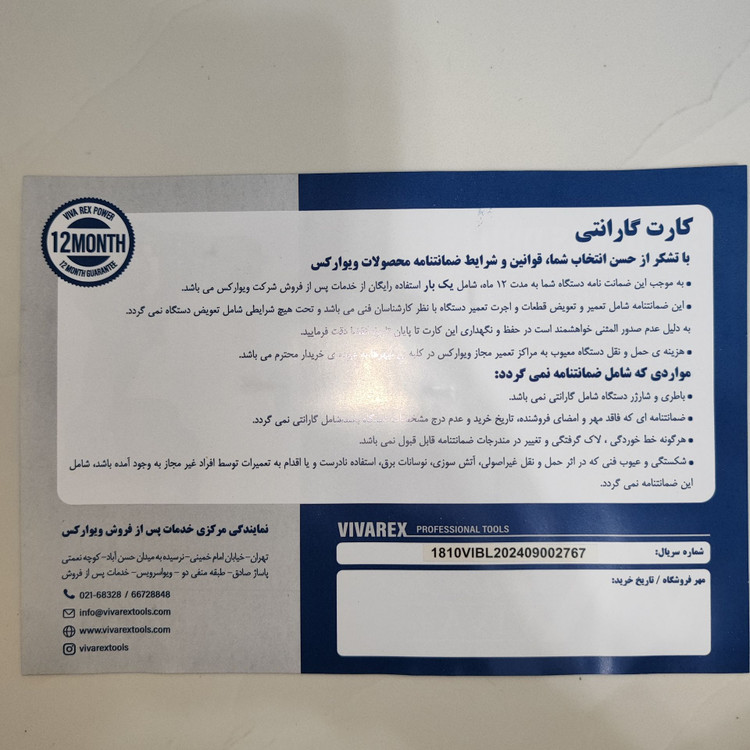 VIVA REX POWER
12MONTH
12 MONTH GUARANTEE
کارت گارانتی
با تشکر از حسن انتخاب شما، قوانین و شرایط ضمانتنامه محصولات ویوارکس
• به موجب این ضمانت نامه دستگاه شما به مدت ۱۲ ماه، شامل یک بار استفاده رایگان از خدمات پس از فروش شرکت ویوارکس می باشد.
• این ضمانتنامه شامل تعمیر و تعویض قطعات و اجرت تعمیر دستگاه با نظر کارشناسان فنی می باشد و تحت هیچ شرایطی شامل تعویض دستگاه نمی گردد.
به دلیل عدم صدور المثنی خواهشمند است در حفظ و نگهداری این کارت تا پایان دقت فرمایید.
• هزینه ی حمل و نقل دستگاه معیوب به مراکز تعمیر مجاز ویوارکس در کلیه ی خریدار محترم می باشد.
مواردی که شامل ضمانتنامه نمی گردد:
• باطری و شارژر دستگاه شامل گارانتی نمی باشد.
• ضمانتنامه ای که فاقد مهر و امضای فروشنده، تاریخ خرید و عدم درج شامل گارانتی نمی گردد.
• هرگونه خط خوردگی ، لاک گرفتگی و تغییر در مندرجات ضمانتنامه قابل قبول نمی باشد.
• شکستگی و عیوب فنی که در اثر حمل و نقل غیراصولی، آتش سوزی، نوسانات برق، استفاده نادرست و یا اقدام به تعمیرات توسط افراد غیر مجاز به وجود آمده باشد، شامل
این ضمانتنامه نمی گردد.
VIVAREX PROFESSIONAL TOOLS
شماره سریال: 1810VIBL202409002767
مهر فروشگاه / تاریخ خرید:
نمایندگی مرکزی خدمات پس از فروش ویوارکس
تهران- خیابان امام خمینی- نرسیده به میدان حسن آباد- کوچه نعمتی
پاساژ صادق- طبقه منفی دو - ویواسرویس- خدمات پس از فروش
021-68328 / 66728848
info@vivarextools.com
www.vivarextools.com
vivarextools